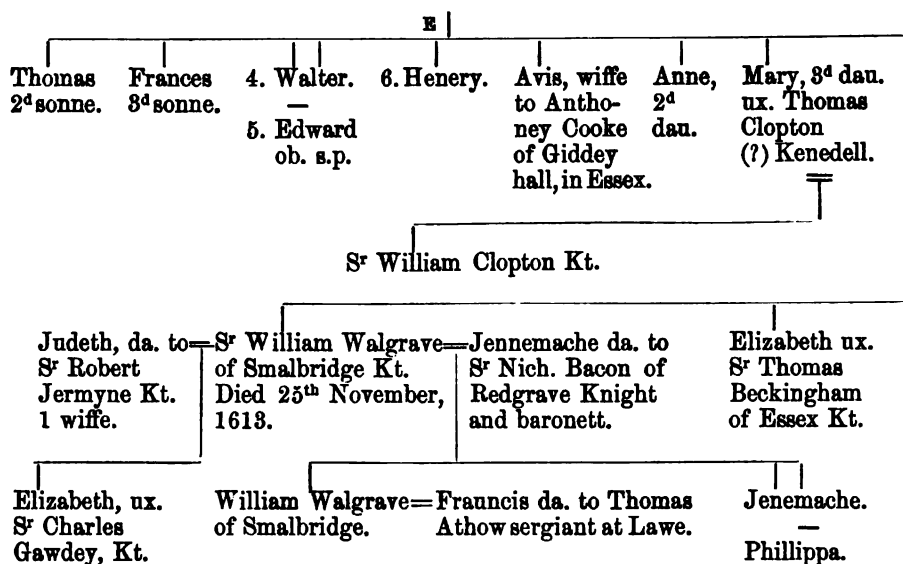 E
Thomas
2d sonne.
Frances
3d sonne.
4. Walter.
—
5. Edward
ob. s.p.
6. Henery.
Avis, wiffe
to Antho-
ney Cooke
of Giddey
hall, in Essex.
Anne,
2d
dau.
Mary, 3d dau.
ux. Thomas
Clopton
(?) Kenedell.
Sr William Clopton Kt.
Judeth, da. to
Sr Robert
Jermyne Kt.
1 wiffe.
Sr William Walgrave
of Smalbridge Kt.
Died 25th November,
1613.
Jennemache da. to
Sr Nich. Bacon of
Redgrave Knight
and baronett.
Elizabeth ux.
Sr Thomas
Beckingham
of Essex Kt.
Elizabeth, ux.
Sr Charles
Gawdey, Kt.
William Walgrave
of Smalbridge.
Frauncis da. to Thomas
Athow sergiant at Lawe.
Jenemache.
—
Phillippa.